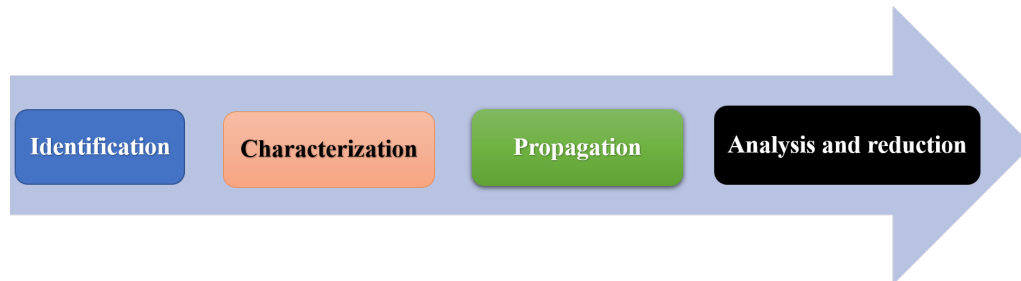 Identification
Characterization
Propagation
Analysis and reduction